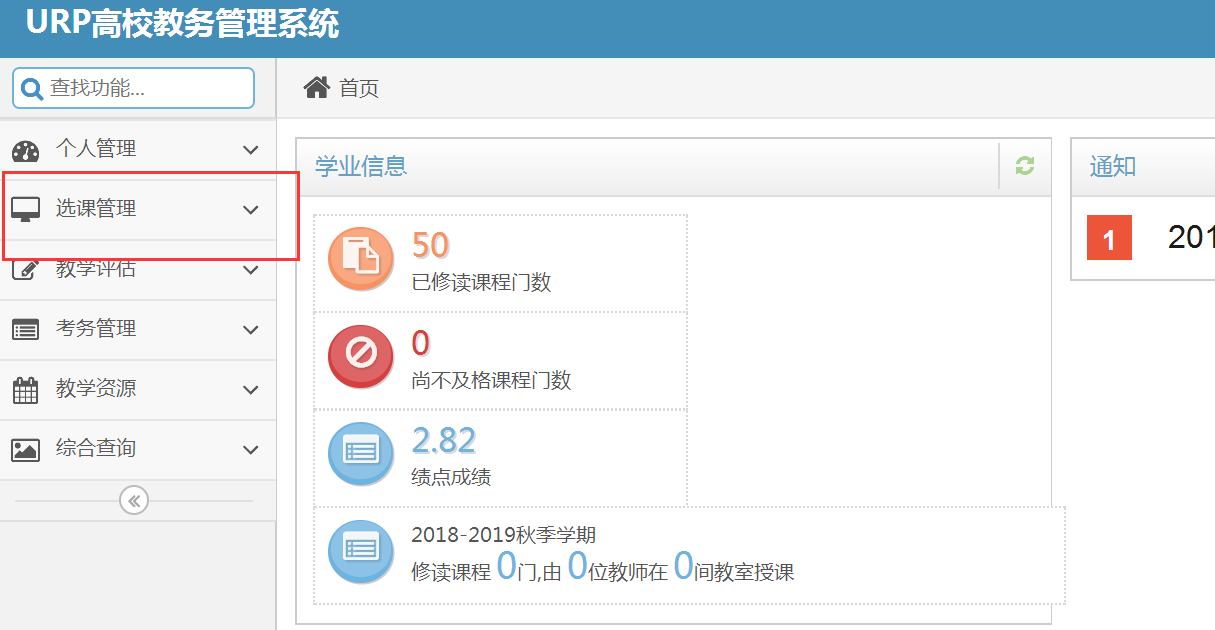 URP高校教务管理系统
查找功能...
首页
个人管理
选课管理
教学评估
考务管理
教学资源
综合查询
学业信息
50
已修读课程门数
0
尚不及格课程门数
2.82
绩点成绩
2018-2019秋季学期
修读课程 0门,由 0位教师在 0间教室授课
通知
1 201